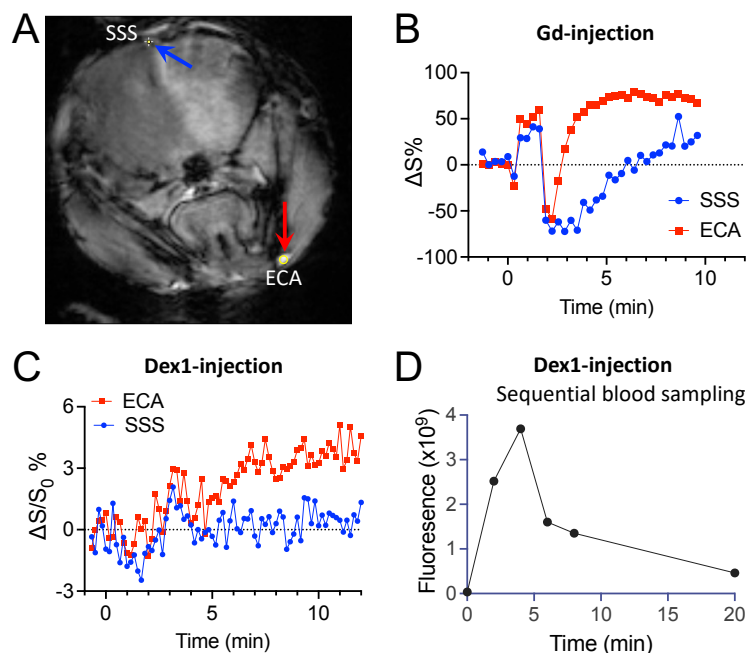 A
SSS
ECA
B
Gd-injection
ΔS%
100
50
0
-50
-100
SSS
ECA
0
5
10
Time (min)
C
Dex1-injection
ECA
SSS
ΔS/S0 %
6
3
0
-3
0
5
10
Time (min)
D
Dex1-injection
Sequential blood sampling
Fluoresence (x10⁹)
4
3
2
1
0
0
5
10
15
20
Time (min)